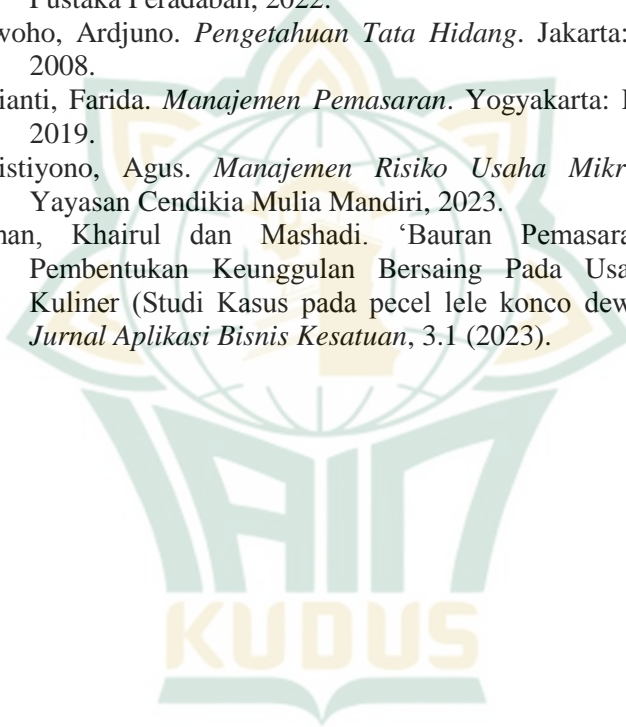 Pustaka Peradaban, 2022.
woho, Ardjuno. Pengetahuan Tata Hidang. Jakarta:
2008.
ianti, Farida. Manajemen Pemasaran. Yogyakarta:
2019.
istiyono, Agus. Manajemen Risiko Usaha Mikr
Yayasan Cendikia Mulia Mandiri, 2023.
nan, Khairul dan Mashadi. ‘Bauran Pemasara
Pembentukan Keunggulan Bersaing Pada Usa
Kuliner (Studi Kasus pada pecel lele konco dew
Jurnal Aplikasi Bisnis Kesatuan, 3.1 (2023).
IAIN
KUDUS